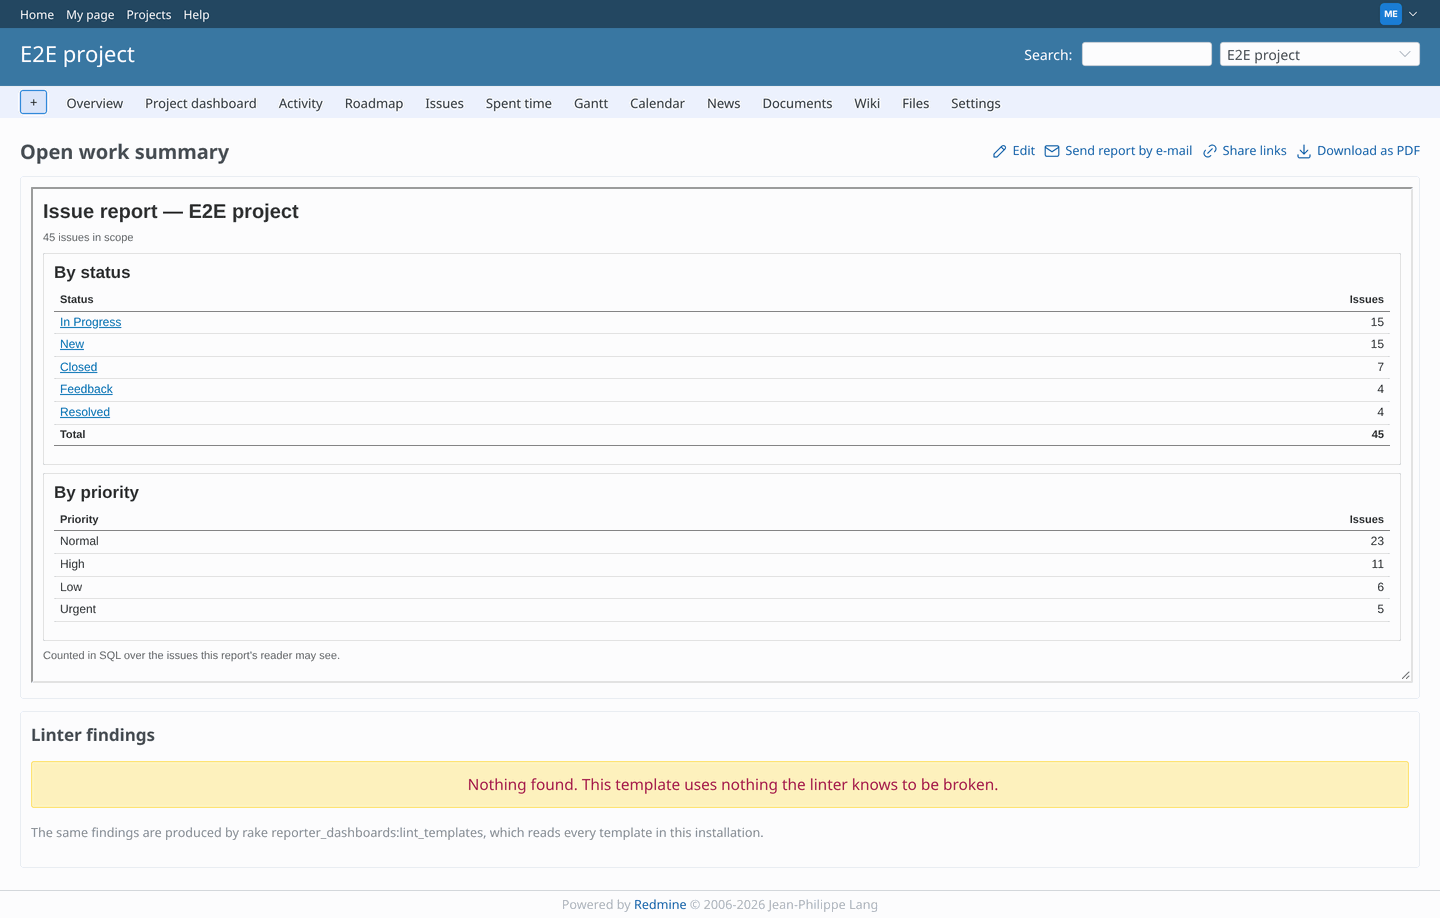 Home My page Projects Help ME
E2E project Search: E2E project
+ Overview Project dashboard Activity Roadmap Issues Spent time Gantt Calendar News Documents Wiki Files Settings
Open work summary Edit Send report by e-mail Share links Download as PDF
Issue report — E2E project
45 issues in scope
By status
Status Issues
In Progress 15
New 15
Closed 7
Feedback 4
Resolved 4
Total 45
By priority
Priority Issues
Normal 23
High 11
Low 6
Urgent 5
Counted in SQL over the issues this report's reader may see.
Linter findings
Nothing found. This template uses nothing the linter knows to be broken.
The same findings are produced by rake reporter_dashboards:lint_templates, which reads every template in this installation.
Powered by Redmine © 2006-2026 Jean-Philippe Lang